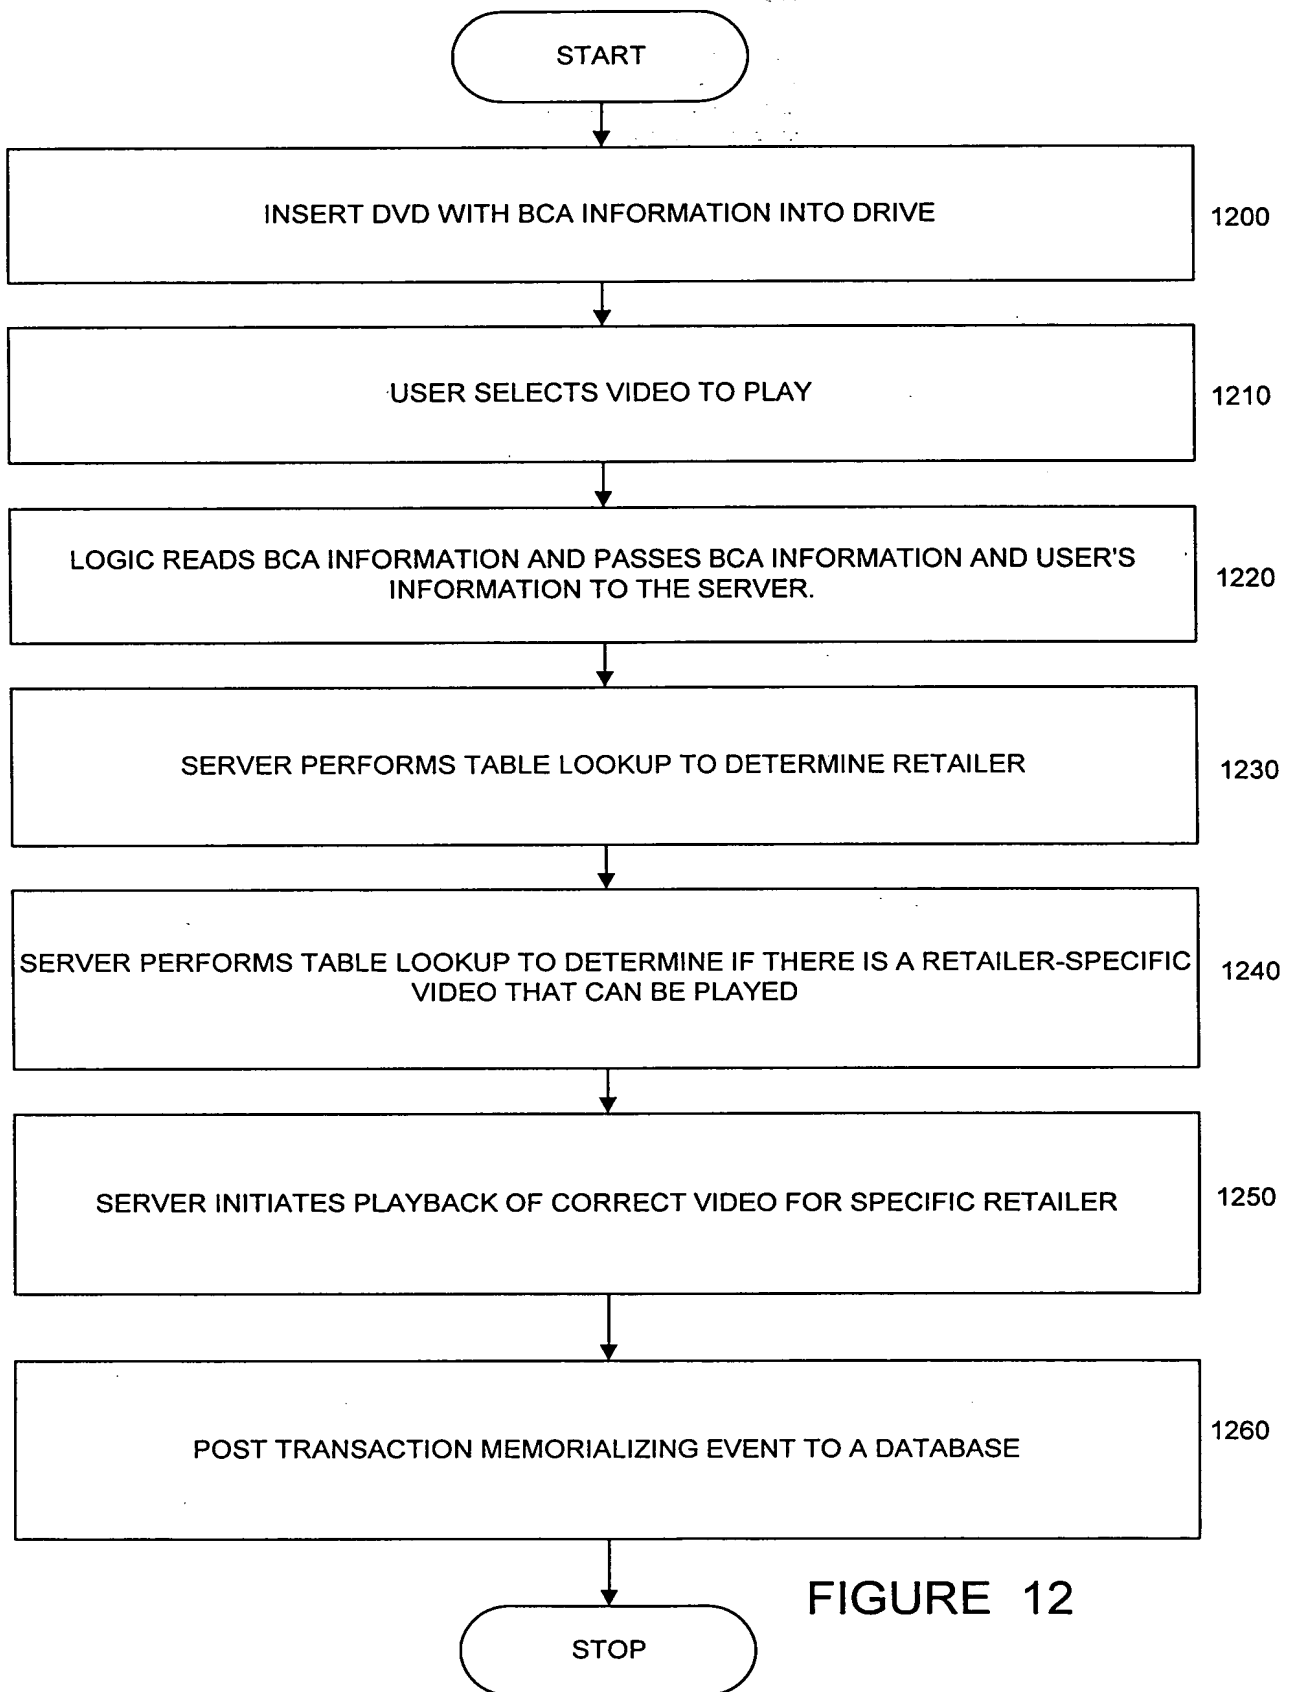 START
INSERT DVD WITH BCA INFORMATION INTO DRIVE
1200
USER SELECTS VIDEO TO PLAY
1210
LOGIC READS BCA INFORMATION AND PASSES BCA INFORMATION AND USER'S
INFORMATION TO THE SERVER.
1220
SERVER PERFORMS TABLE LOOKUP TO DETERMINE RETAILER
1230
SERVER PERFORMS TABLE LOOKUP TO DETERMINE IF THERE IS A RETAILER-SPECIFIC
VIDEO THAT CAN BE PLAYED
1240
SERVER INITIATES PLAYBACK OF CORRECT VIDEO FOR SPECIFIC RETAILER
1250
POST TRANSACTION MEMORIALIZING EVENT TO A DATABASE
1260
FIGURE 12
STOP